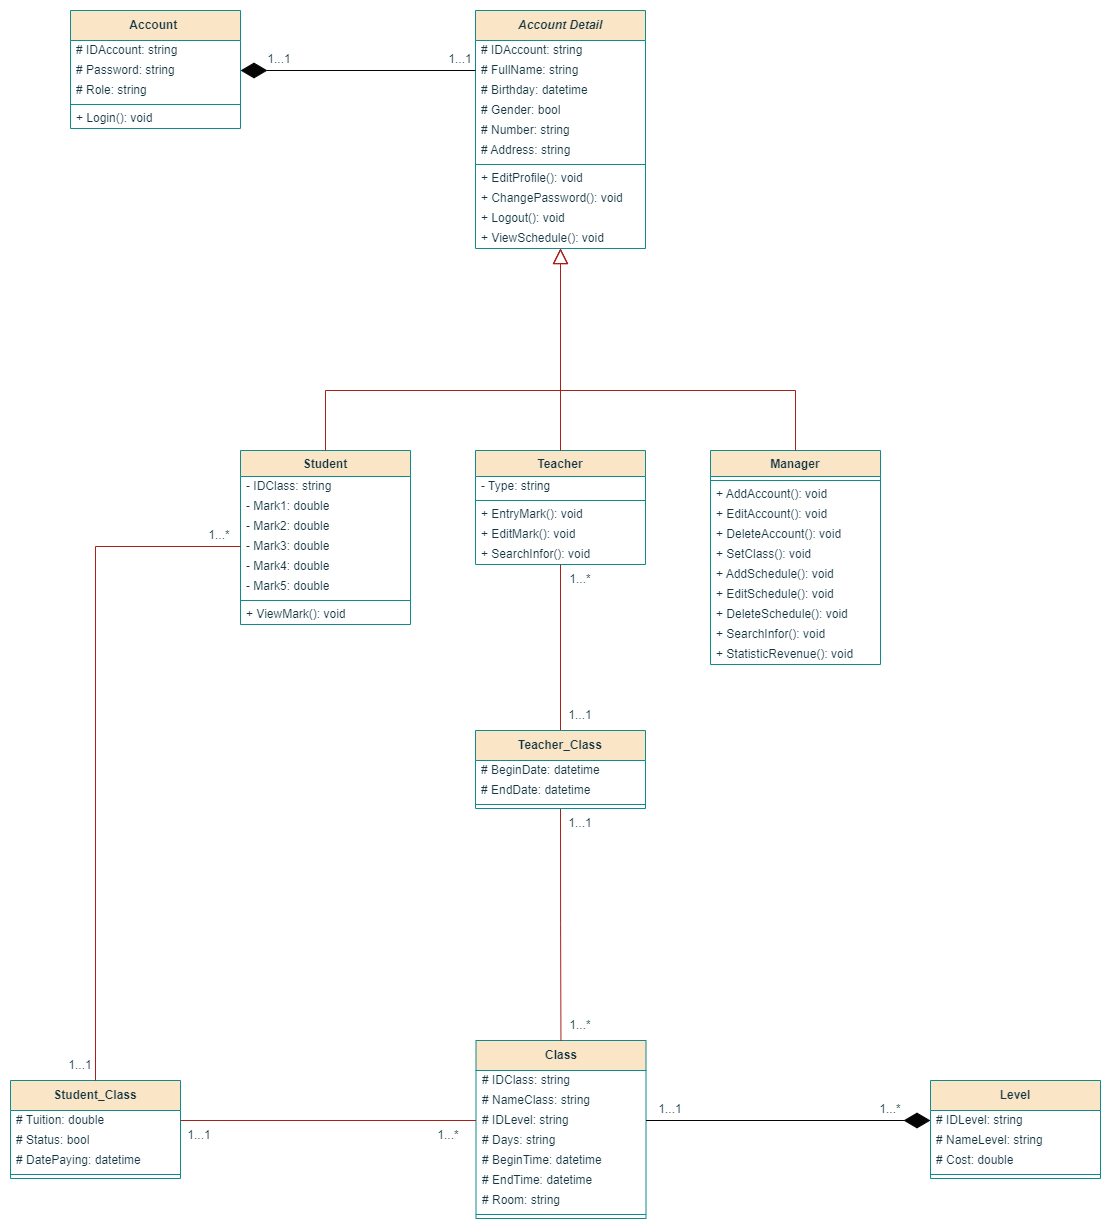 Account
# IDAccount: string
# Password: string
# Role: string
+ Login(): void
1...1
1...1
Account Detail
# IDAccount: string
# FullName: string
# Birthday: datetime
# Gender: bool
# Number: string
# Address: string
+ EditProfile(): void
+ ChangePassword(): void
+ Logout(): void
+ ViewSchedule(): void
Student
- IDClass: string
- Mark1: double
- Mark2: double
- Mark3: double
- Mark4: double
- Mark5: double
+ ViewMark(): void
1...*
Teacher
- Type: string
+ EntryMark(): void
+ EditMark(): void
+ SearchInfor(): void
1...*
Manager
+ AddAccount(): void
+ EditAccount(): void
+ DeleteAccount(): void
+ SetClass(): void
+ AddSchedule(): void
+ EditSchedule(): void
+ DeleteSchedule(): void
+ SearchInfor(): void
+ StatisticRevenue(): void
1...1
Teacher_Class
# BeginDate: datetime
# EndDate: datetime
1...1
1...*
1...1
Student_Class
# Tuition: double
# Status: bool
# DatePaying: datetime
1...1
1...*
Class
# IDClass: string
# NameClass: string
# IDLevel: string
# Days: string
# BeginTime: datetime
# EndTime: datetime
# Room: string
1...1
1...*
Level
# IDLevel: string
# NameLevel: string
# Cost: double